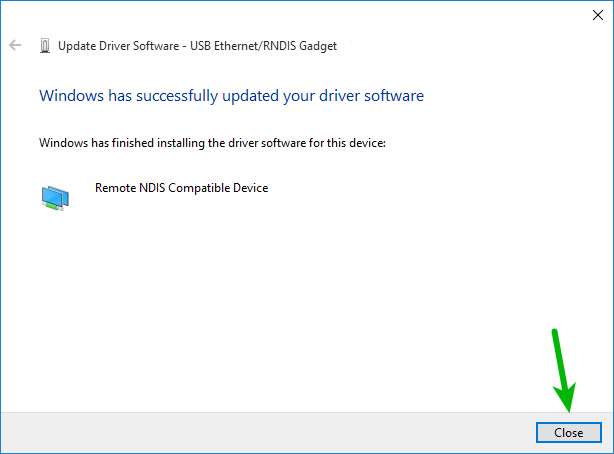 Update Driver Software - USB Ethernet/RNDIS Gadget
Windows has successfully updated your driver software
Windows has finished installing the driver software for this device:
Remote NDIS Compatible Device
Close